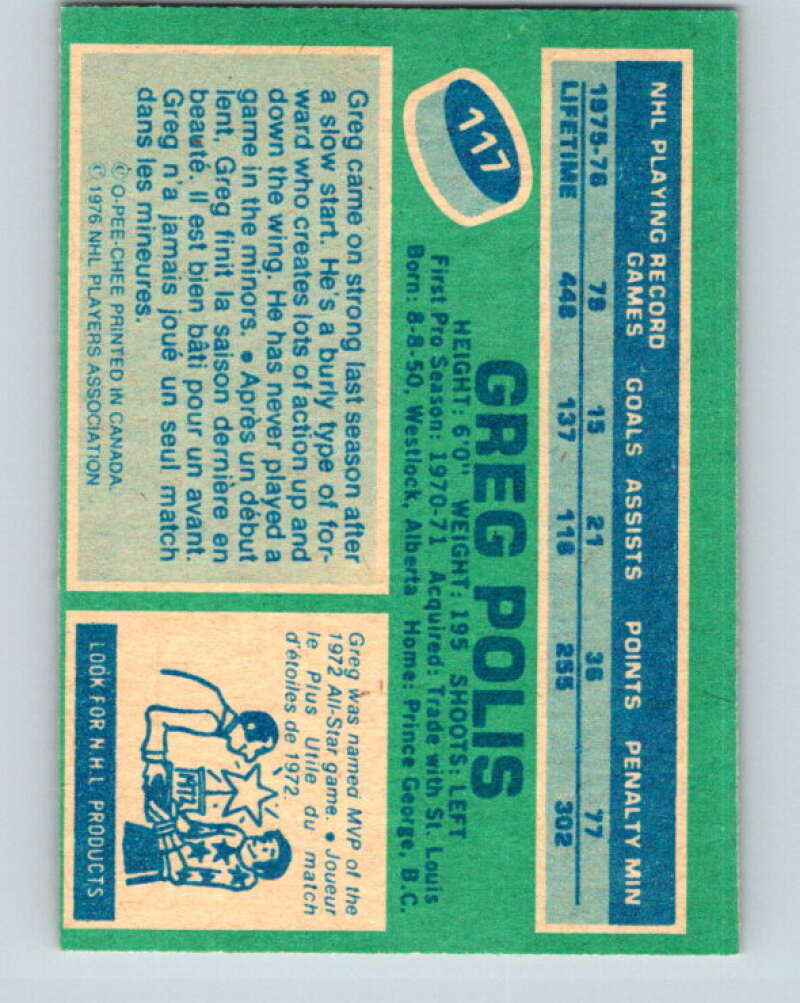 NHL PLAYING RECORD
GAMES GOALS ASSISTS POINTS PENALTY MIN
1975-76 78 15 21 36 77
LIFETIME 448 137 118 255 302
117
GREG POLIS
HEIGHT: 6'0" WEIGHT: 195 SHOOTS: LEFT
First Pro Season: 1970-71 Acquired: Trade with St. Louis
Born: 8-8-50, Westlock, Alberta Home: Prince George, B.C.
Greg came on strong last season after
a slow start. He's a burly type of for-
ward who creates lots of action up and
down the wing. He has never played a
game in the minors. • Après un début
lent, Greg finit la saison dernière en
beauté. Il est bien bâti pour un avant.
Greg n'a jamais joué un seul match
dans les mineures.
© O-PEE-CHEE PRINTED IN CANADA.
© 1976 NHL PLAYERS ASSOCIATION
Greg was named MVP of the
1972 All-Star game. • Joueur
le Plus Utile du match
d'étoiles de 1972.
LOOK FOR N H L PRODUCTS